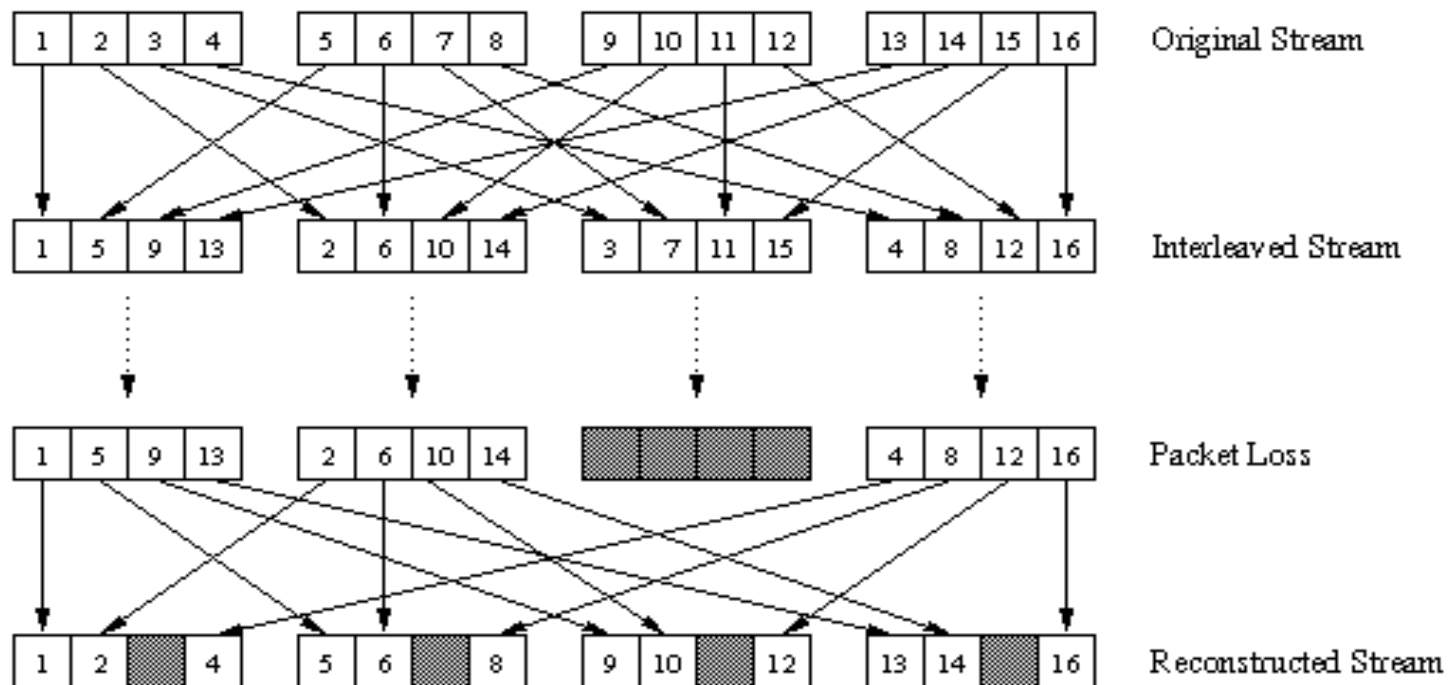 1 2 3 4 5 6 7 8 9 10 11 12 13 14 15 16 Original Stream
1 5 9 13 2 6 10 14 3 7 11 15 4 8 12 16 Interleaved Stream
1 5 9 13 2 6 10 14 4 8 12 16 Packet Loss
1 2 4 5 6 8 9 10 12 13 14 16 Reconstructed Stream